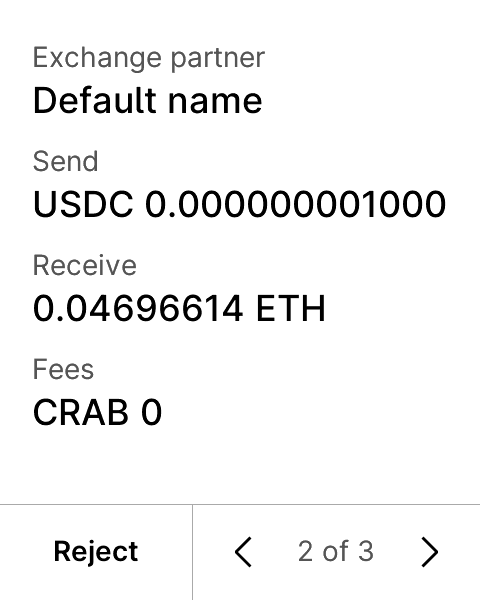 Exchange partner
Default name
Send
USDC 0.000000001000
Receive
0.04696614 ETH
Fees
CRAB 0
Reject
2 of 3